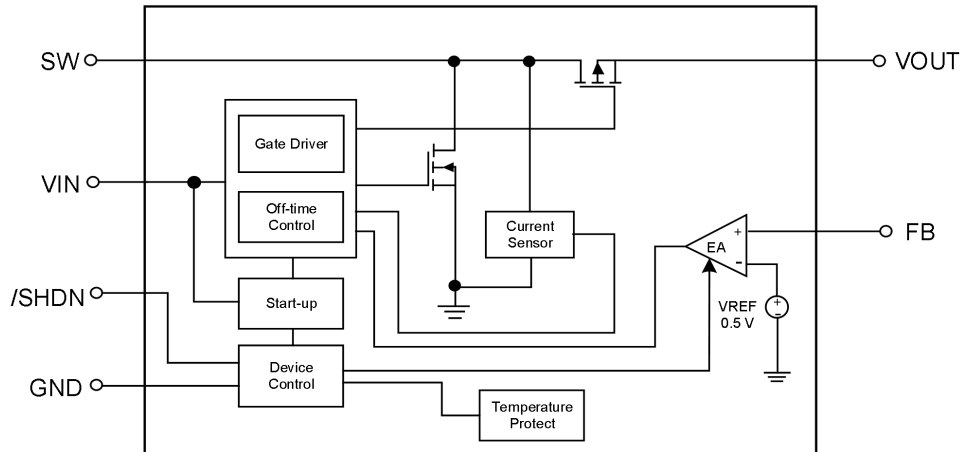 SW
VOUT
Gate Driver
VIN
Off-time
Control
Current
Sensor
+
EA
-
FB
/SHDN
Start-up
VREF
0.5 V
+
-
Device
Control
GND
Temperature
Protect